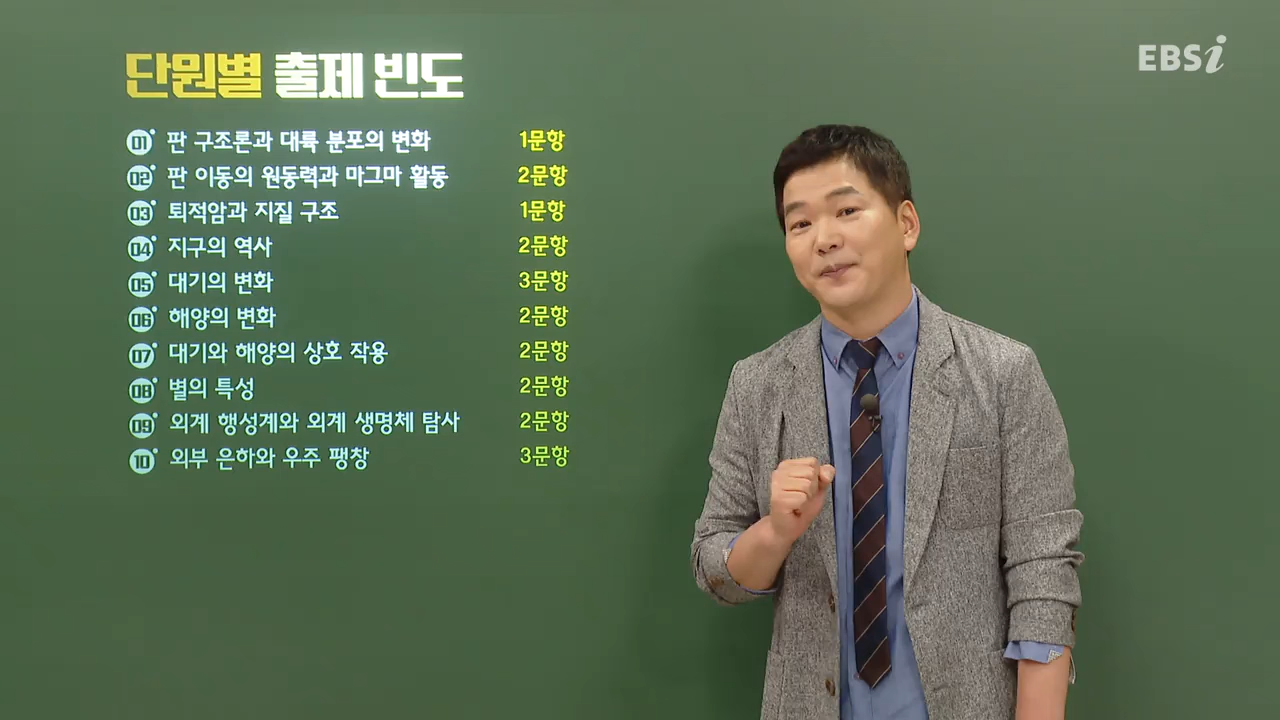 단원별 출제 빈도
EBSi
01 판 구조론과 대륙 분포의 변화 1문항
02 판 이동의 원동력과 마그마 활동 2문항
03 퇴적암과 지질 구조 1문항
04 지구의 역사 2문항
05 대기의 변화 3문항
06 해양의 변화 2문항
07 대기와 해양의 상호 작용 2문항
08 별의 특성 2문항
09 외계 행성계와 외계 생명체 탐사 2문항
10 외부 은하와 우주 팽창 3문항